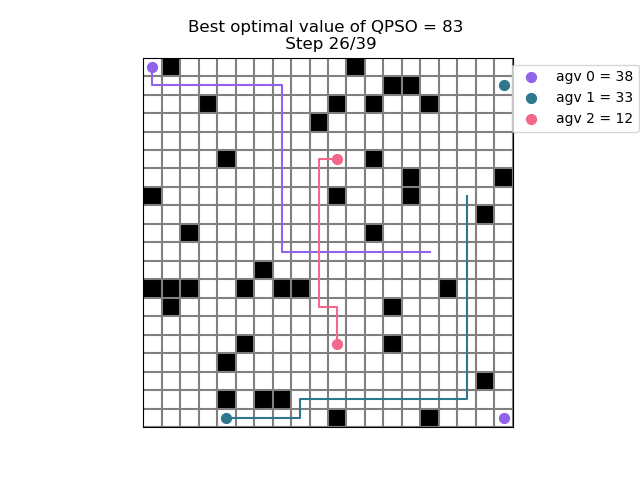 Best optimal value of QPSO = 83
Step 26/39
agv 0 = 38
agv 1 = 33
agv 2 = 12